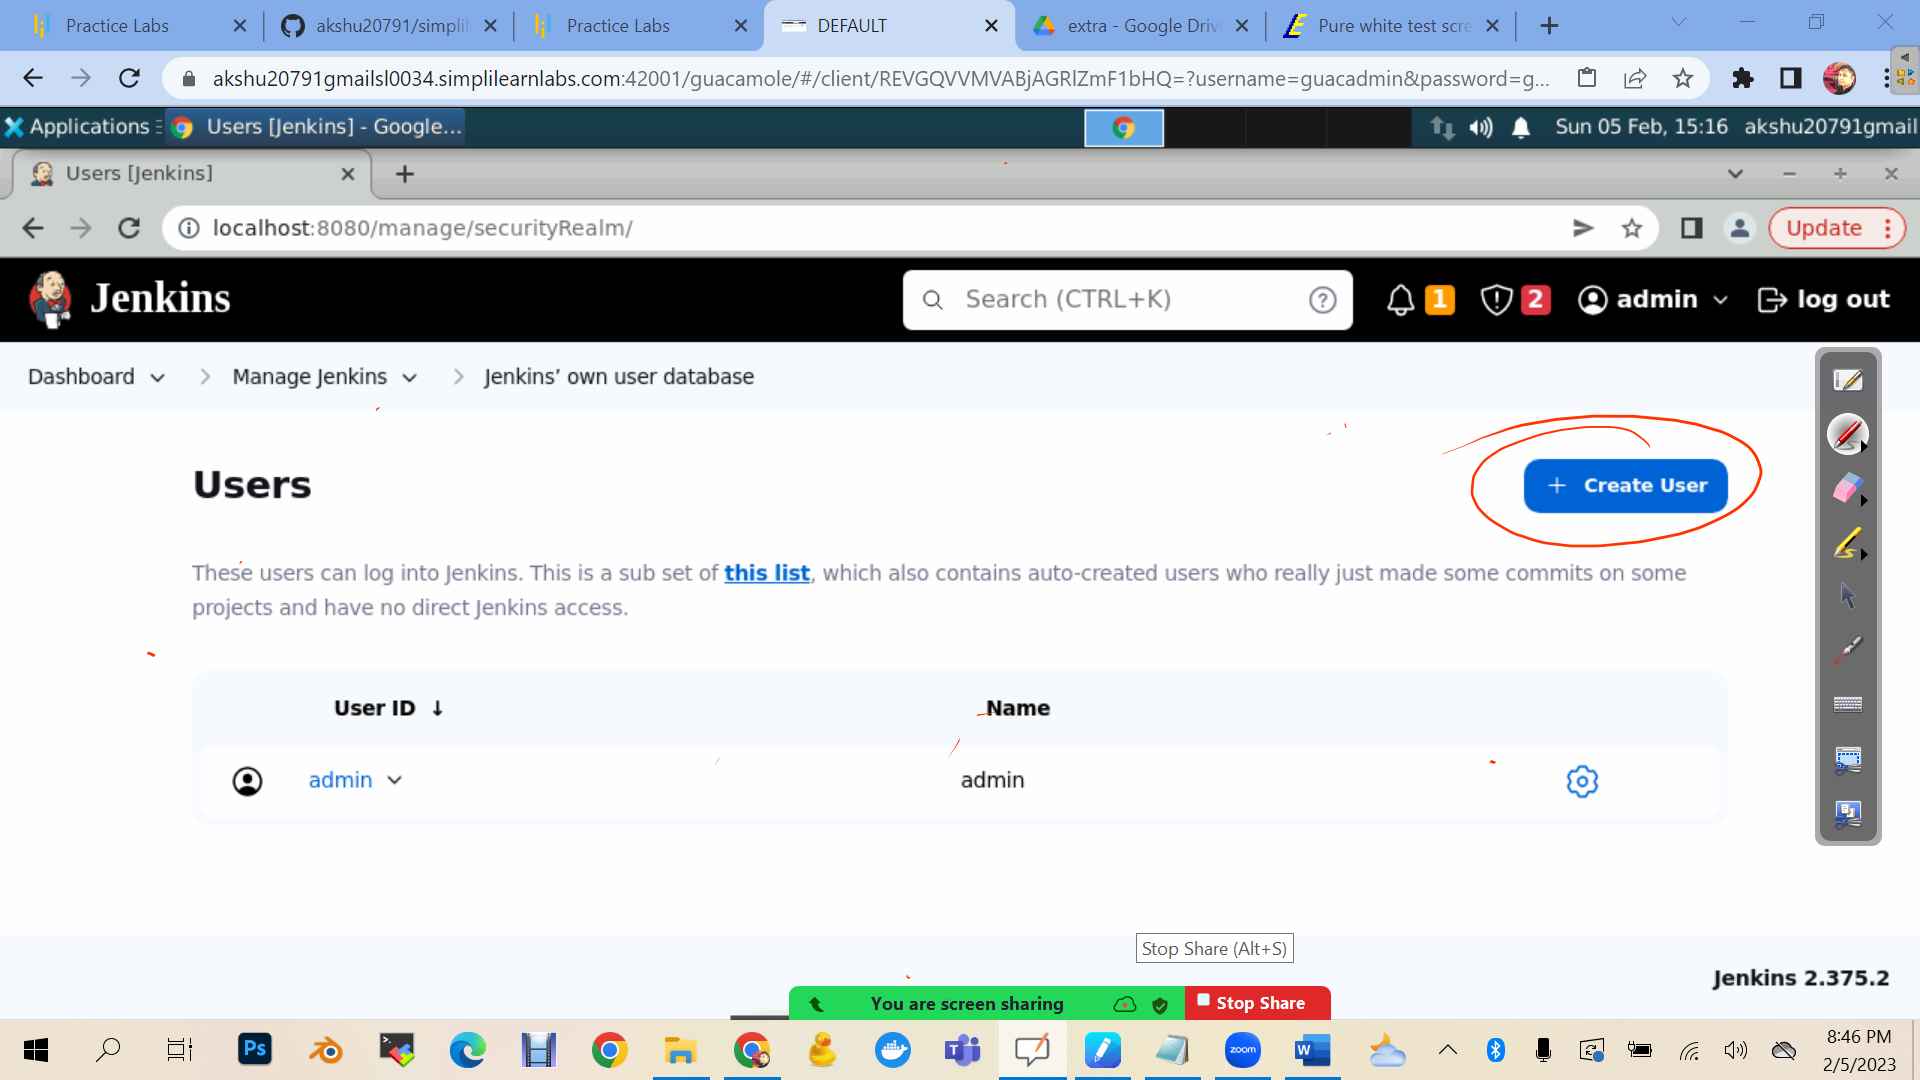 Practice Labs
akshu20791/simplil
Practice Labs
DEFAULT
extra - Google Drive
Pure white test scre
akshu20791gmailsl0034.simplilearnlabs.com:42001/guacamole/#/client/REVGQVVMVABjAGRlZmF1bHQ=?username=guacadmin&password=g...
Applications
Users [Jenkins] - Google...
Sun 05 Feb, 15:16
akshu20791gmail
Users [Jenkins]
localhost:8080/manage/securityRealm/
Update
Jenkins
Search (CTRL+K)
1
2
admin
log out
Dashboard
Manage Jenkins
Jenkins’ own user database
Users
+ Create User
These users can log into Jenkins. This is a sub set of this list, which also contains auto-created users who really just made some commits on some
projects and have no direct Jenkins access.
User ID ↓
Name
admin
admin
Stop Share (Alt+S)
Jenkins 2.375.2
You are screen sharing
Stop Share
Ps
T
zoom
W
8:46 PM
2/5/2023